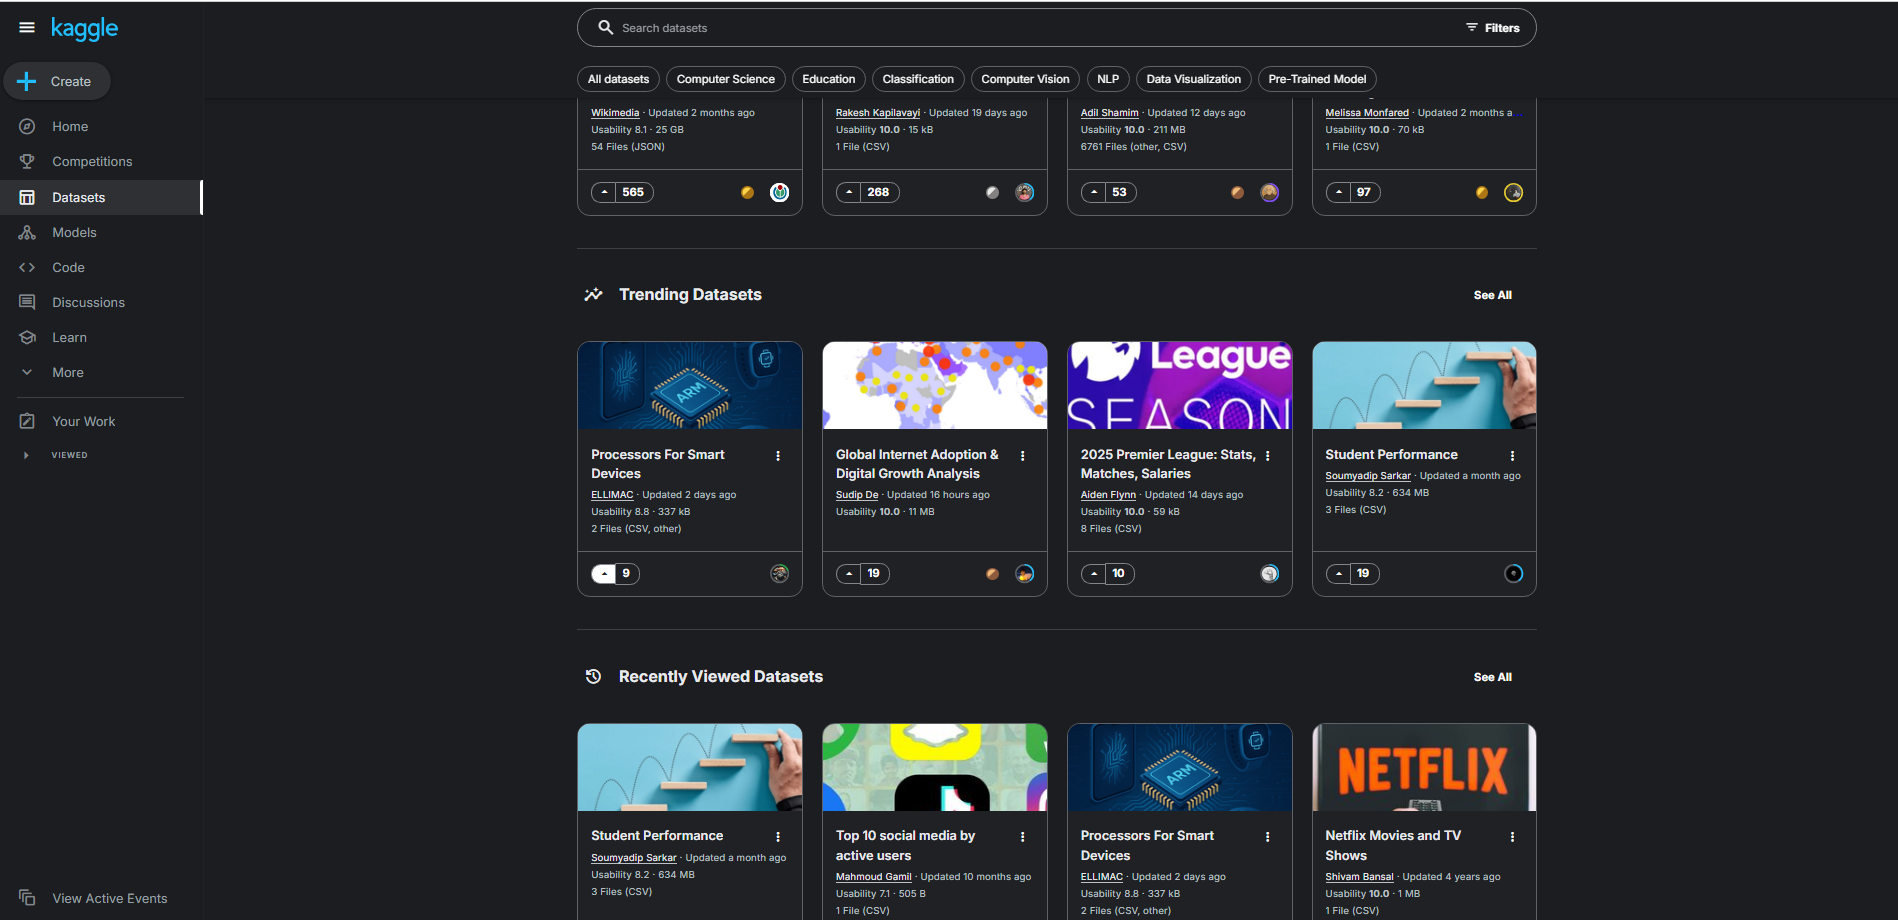 kaggle
Create
Home
Competitions
Datasets
Models
Code
Discussions
Learn
More
Your Work
VIEWED
View Active Events
Search datasets
Filters
All datasets
Computer Science
Education
Classification
Computer Vision
NLP
Data Visualization
Pre-Trained Model
Wikimedia · Updated 2 months ago
Usability 8.1 · 25 GB
54 Files (JSON)
565
Rakesh Kapilavayi · Updated 19 days ago
Usability 10.0 · 15 kB
1 File (CSV)
268
Adil Shamim · Updated 12 days ago
Usability 10.0 · 211 MB
6761 Files (other, CSV)
53
Melissa Monfared · Updated 2 months a...
Usability 10.0 · 70 kB
1 File (CSV)
97
Trending Datasets
See All
ARM
Processors For Smart
Devices
ELLIMAC · Updated 2 days ago
Usability 8.8 · 337 kB
2 Files (CSV, other)
9
Global Internet Adoption &
Digital Growth Analysis
Sudip De · Updated 16 hours ago
Usability 10.0 · 11 MB
19
League
SEASON
2025 Premier League: Stats,
Matches, Salaries
Aiden Flynn · Updated 14 days ago
Usability 10.0 · 59 kB
8 Files (CSV)
10
Student Performance
Soumyadip Sarkar · Updated a month ago
Usability 8.2 · 634 MB
3 Files (CSV)
19
Recently Viewed Datasets
See All
Student Performance
Soumyadip Sarkar · Updated a month ago
Usability 8.2 · 634 MB
3 Files (CSV)
Top 10 social media by
active users
Mahmoud Gamil · Updated 10 months ago
Usability 7.1 · 505 B
1 File (CSV)
ARM
Processors For Smart
Devices
ELLIMAC · Updated 2 days ago
Usability 8.8 · 337 kB
2 Files (CSV, other)
NETFLIX
Netflix Movies and TV
Shows
Shivam Bansal · Updated 4 years ago
Usability 10.0 · 1 MB
1 File (CSV)